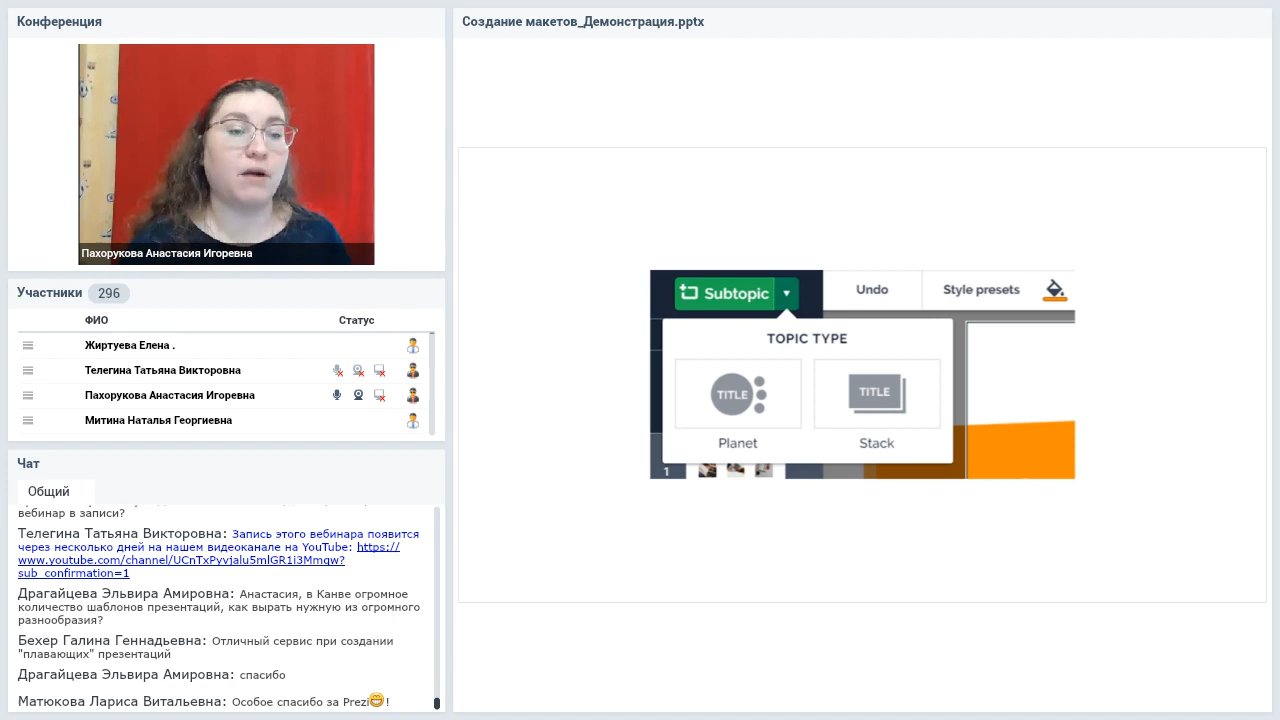 Конференция
Пахорукова Анастасия Игоревна
Участники 296
ФИО Статус
Жиртуева Елена .
Телегина Татьяна Викторовна
Пахорукова Анастасия Игоревна
Митина Наталья Георгиевна
Чат
Общий
вебинар в записи?
Телегина Татьяна Викторовна: Запись этого вебинара появится
через несколько дней на нашем видеоканале на YouTube: https://
www.youtube.com/channel/UCnTxPyvjalu5mlGR1i3Mmqw?
sub_confirmation=1
Драгайцева Эльвира Амировна: Анастасия, в Канве огромное
количество шаблонов презентаций, как вырать нужную из огромного
разнообразия?
Бехер Галина Геннадьевна: Отличный сервис при создании
"плавающих" презентаций
Драгайцева Эльвира Амировна: спасибо
Матюкова Лариса Витальевна: Особое спасибо за Prezi😁!
Создание макетов_Демонстрация.pptx
Subtopic Undo Style presets
TOPIC TYPE
TITLE TITLE
Planet Stack
1